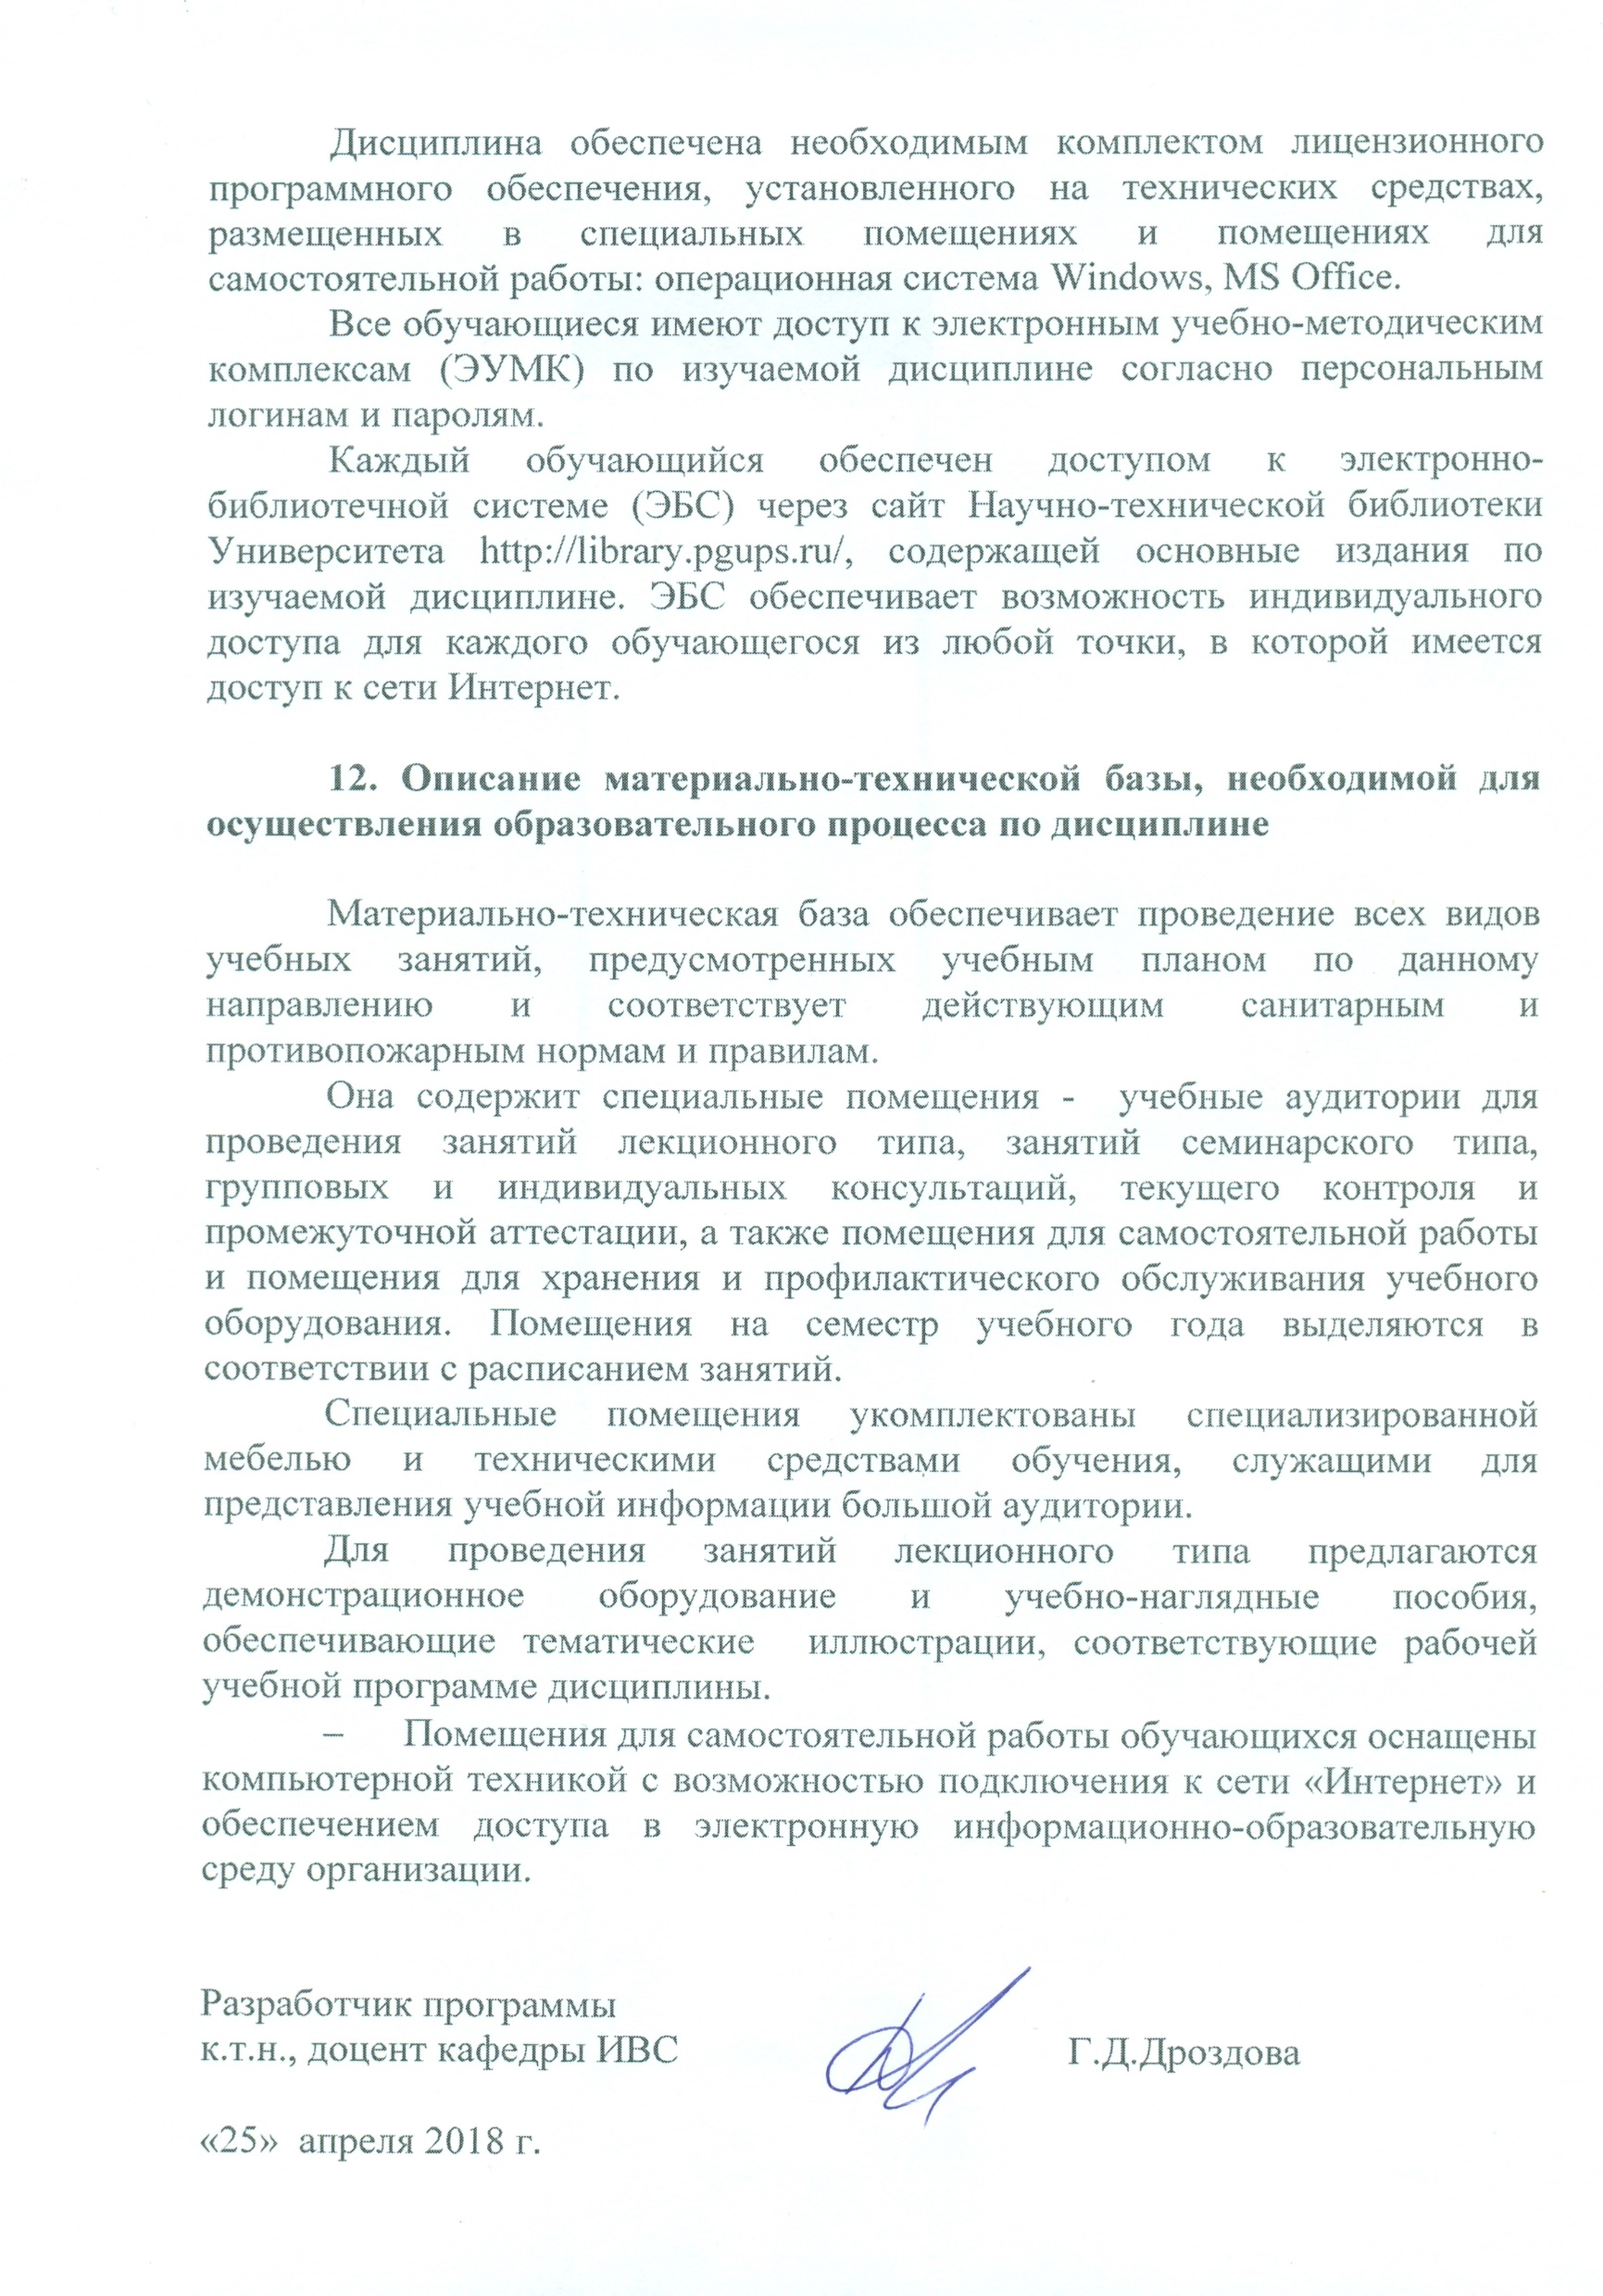 Дисциплина обеспечена необходимым комплектом лицензионного
программного обеспечения, установленного на технических средствах,
размещенных в специальных помещениях и помещениях для
самостоятельной работы: операционная система Windows, MS Office.
Все обучающиеся имеют доступ к электронным учебно-методическим
комплексам (ЭУМК) по изучаемой дисциплине согласно персональным
логинам и паролям.
Каждый обучающийся обеспечен доступом к электронно-
библиотечной системе (ЭБС) через сайт Научно-технической библиотеки
Университета http://library.pgups.ru/, содержащей основные издания по
изучаемой дисциплине. ЭБС обеспечивает возможность индивидуального
доступа для каждого обучающегося из любой точки, в которой имеется
доступ к сети Интернет.
12. Описание материально-технической базы, необходимой для
осуществления образовательного процесса по дисциплине
Материально-техническая база обеспечивает проведение всех видов
учебных занятий, предусмотренных учебным планом по данному
направлению и соответствует действующим санитарным и
противопожарным нормам и правилам.
Она содержит специальные помещения - учебные аудитории для
проведения занятий лекционного типа, занятий семинарского типа,
групповых и индивидуальных консультаций, текущего контроля и
промежуточной аттестации, а также помещения для самостоятельной работы
и помещения для хранения и профилактического обслуживания учебного
оборудования. Помещения на семестр учебного года выделяются в
соответствии с расписанием занятий.
Специальные помещения укомплектованы специализированной
мебелью и техническими средствами обучения, служащими для
представления учебной информации большой аудитории.
Для проведения занятий лекционного типа предлагаются
демонстрационное оборудование и учебно-наглядные пособия,
обеспечивающие тематические иллюстрации, соответствующие рабочей
учебной программе дисциплины.
– Помещения для самостоятельной работы обучающихся оснащены
компьютерной техникой с возможностью подключения к сети «Интернет» и
обеспечением доступа в электронную информационно-образовательную
среду организации.
Разработчик программы
к.т.н., доцент кафедры ИВС Г.Д.Дроздова
«25» апреля 2018 г.